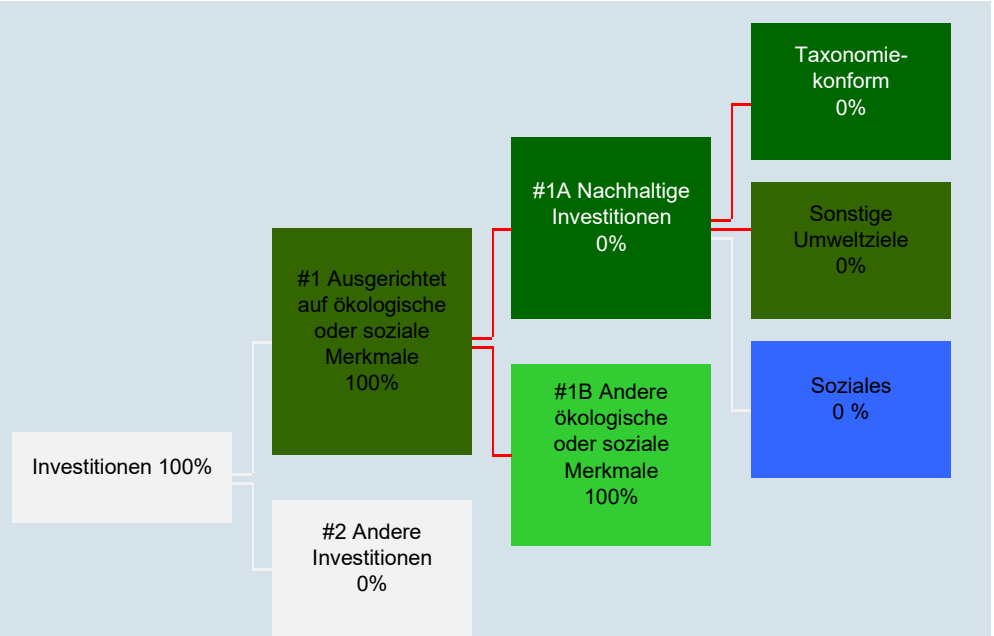 Investitionen 100%
#1 Ausgerichtet
auf ökologische
oder soziale
Merkmale
100%
#2 Andere
Investitionen
0%
#1A Nachhaltige
Investitionen
0%
#1B Andere
ökologische
oder soziale
Merkmale
100%
Taxonomie-
konform
0%
Sonstige
Umweltziele
0%
Soziales
0 %